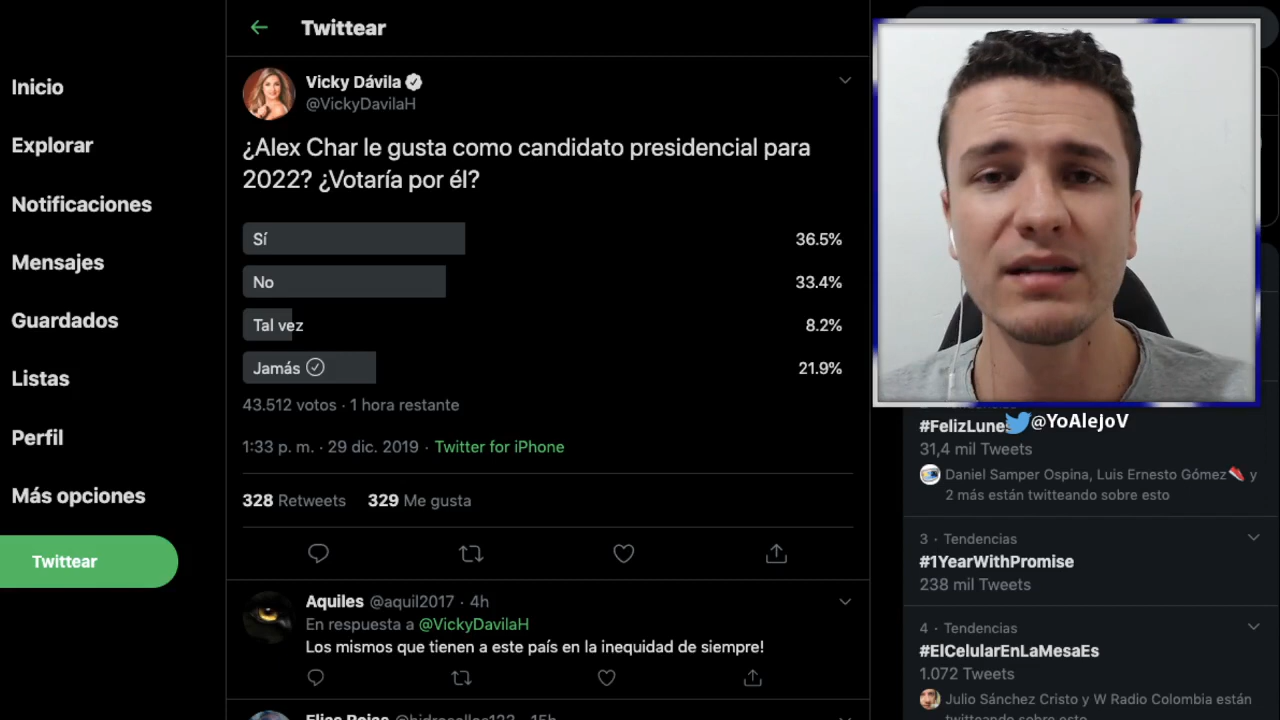 Twittear
Inicio
Explorar
Notificaciones
Mensajes
Guardados
Listas
Perfil
Más opciones
Twittear
Vicky Dávila
@VickyDavilaH
¿Alex Char le gusta como candidato presidencial para
2022? ¿Votaría por él?
Sí 36.5%
No 33.4%
Tal vez 8.2%
Jamás 21.9%
43.512 votos · 1 hora restante
1:33 p. m. · 29 dic. 2019 · Twitter for iPhone
328 Retweets 329 Me gusta
Aquiles @aquil2017 · 4h
En respuesta a @VickyDavilaH
Los mismos que tienen a este país en la inequidad de siempre!
@YoAlejoV
#FelizLunes
31,4 mil Tweets
Daniel Samper Ospina, Luis Ernesto Gómez y
2 más están twitteando sobre esto
3 · Tendencias
#1YearWithPromise
238 mil Tweets
4 · Tendencias
#ElCelularEnLaMesaEs
1.072 Tweets
Julio Sánchez Cristo y W Radio Colombia están
twitteando sobre esto